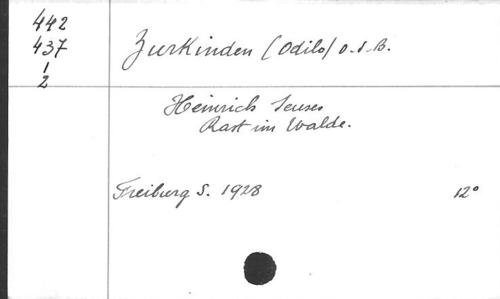 442
437
1
2
Zurkinden (Odilo) O.S.B.
Heinrich Seuses
Rast im Walde.
Freiburg S. 1928 12°